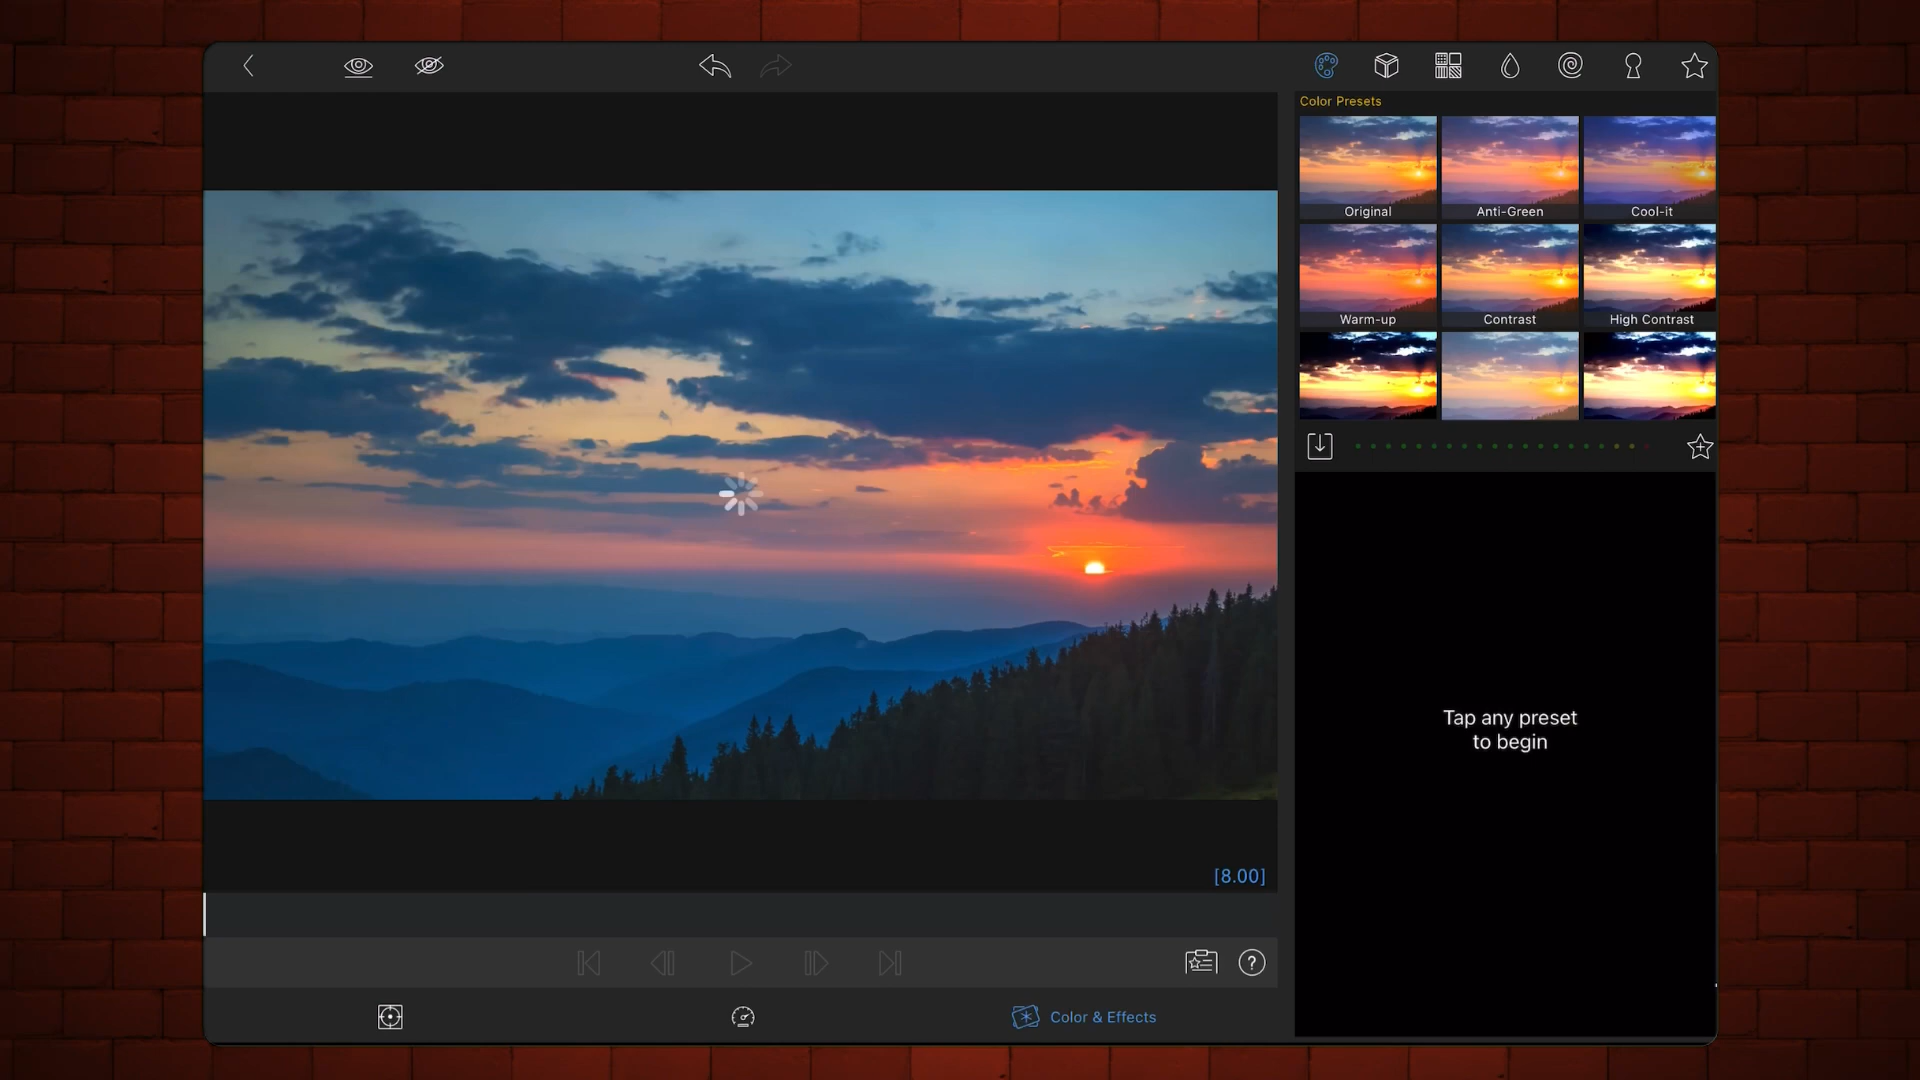 Color Presets
Original
Anti-Green
Cool-it
Warm-up
Contrast
High Contrast
Tap any preset
to begin
[8.00]
?
Color & Effects